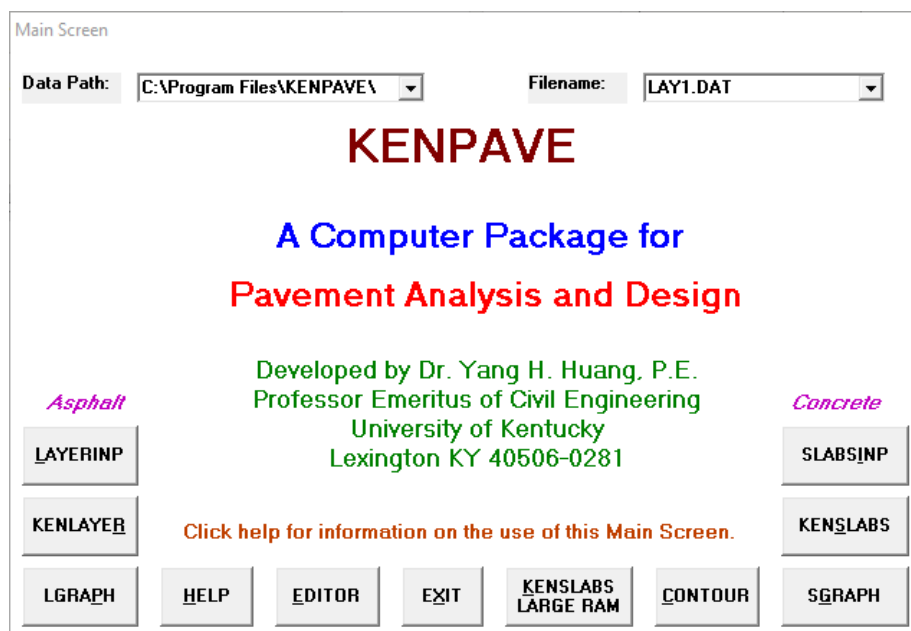 Main Screen
Data Path: C:\Program Files\KENPAVE\ Filename: LAY1.DAT
KENPAVE
A Computer Package for
Pavement Analysis and Design
Developed by Dr. Yang H. Huang, P.E.
Professor Emeritus of Civil Engineering
University of Kentucky
Lexington KY 40506-0281
Asphalt
Concrete
LAYERINP
SLABSINP
KENLAYER
Click help for information on the use of this Main Screen.
KENSLABS
LGRAPH
HELP
EDITOR
EXIT
KENSLABS
LARGE RAM
CONTOUR
SGRAPH